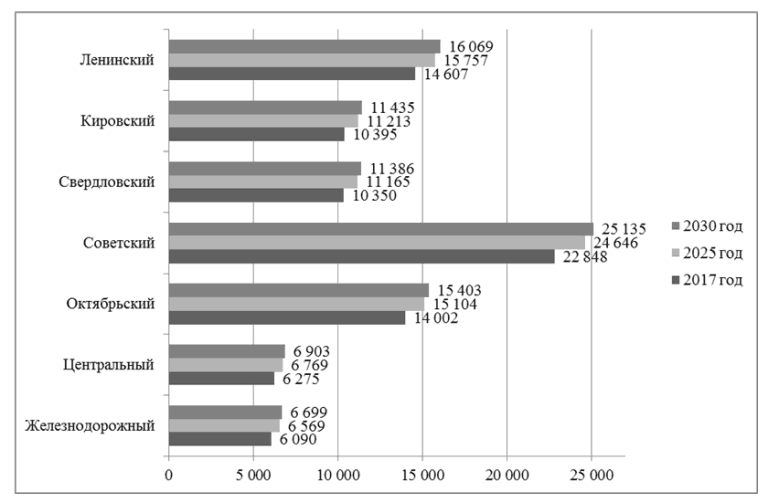 Ленинский
16 069
15 757
14 607
Кировский
11 435
11 213
10 395
Свердловский
11 386
11 165
10 350
Советский
25 135
24 646
22 848
Октябрьский
15 403
15 104
14 002
Центральный
6 903
6 769
6 275
Железнодорожный
6 699
6 569
6 090
0 5 000 10 000 15 000 20 000 25 000
2030 год
2025 год
2017 год